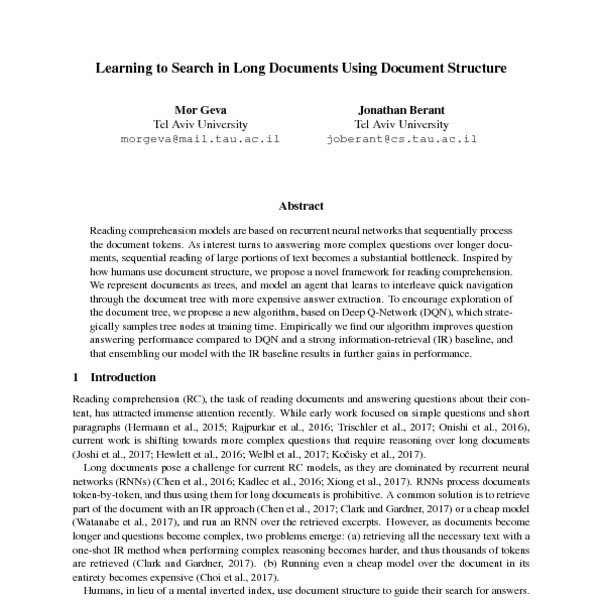 Learning to Search in Long Documents Using Document Structure
Mor Geva
Tel Aviv University
morgeva@mail.tau.ac.il
Jonathan Berant
Tel Aviv University
joberant@cs.tau.ac.il
Abstract
Reading comprehension models are based on recurrent neural networks that sequentially process
the document tokens. As interest turns to answering more complex questions over longer docu-
ments, sequential reading of large portions of text becomes a substantial bottleneck. Inspired by
how humans use document structure, we propose a novel framework for reading comprehension.
We represent documents as trees, and model an agent that learns to interleave quick navigation
through the document tree with more expensive answer extraction. To encourage exploration of
the document tree, we propose a new algorithm, based on Deep Q-Network (DQN), which strate-
gically samples tree nodes at training time. Empirically we find our algorithm improves question
answering performance compared to DQN and a strong information-retrieval (IR) baseline, and
that ensembling our model with the IR baseline results in further gains in performance.
1 Introduction
Reading comprehension (RC), the task of reading documents and answering questions about their con-
tent, has attracted immense attention recently. While early work focused on simple questions and short
paragraphs (Hermann et al., 2015; Rajpurkar et al., 2016; Trischler et al., 2017; Onishi et al., 2016),
current work is shifting towards more complex questions that require reasoning over long documents
(Joshi et al., 2017; Hewlett et al., 2016; Welbl et al., 2017; Kočisky et al., 2017).
Long documents pose a challenge for current RC models, as they are dominated by recurrent neural
networks (RNNs) (Chen et al., 2016; Kadlec et al., 2016; Xiong et al., 2017). RNNs process documents
token-by-token, and thus using them for long documents is prohibitive. A common solution is to retrieve
part of the document with an IR approach (Chen et al., 2017; Clark and Gardner, 2017) or a cheap model
(Watanabe et al., 2017), and run an RNN over the retrieved excerpts. However, as documents become
longer and questions become complex, two problems emerge: (a) retrieving all the necessary text with a
one-shot IR method when performing complex reasoning becomes harder, and thus thousands of tokens
are retrieved (Clark and Gardner, 2017). (b) Running even a cheap model over the document in its
entirety becomes expensive (Choi et al., 2017).
Humans, in lieu of a mental inverted index, use document structure to guide their search for answers.